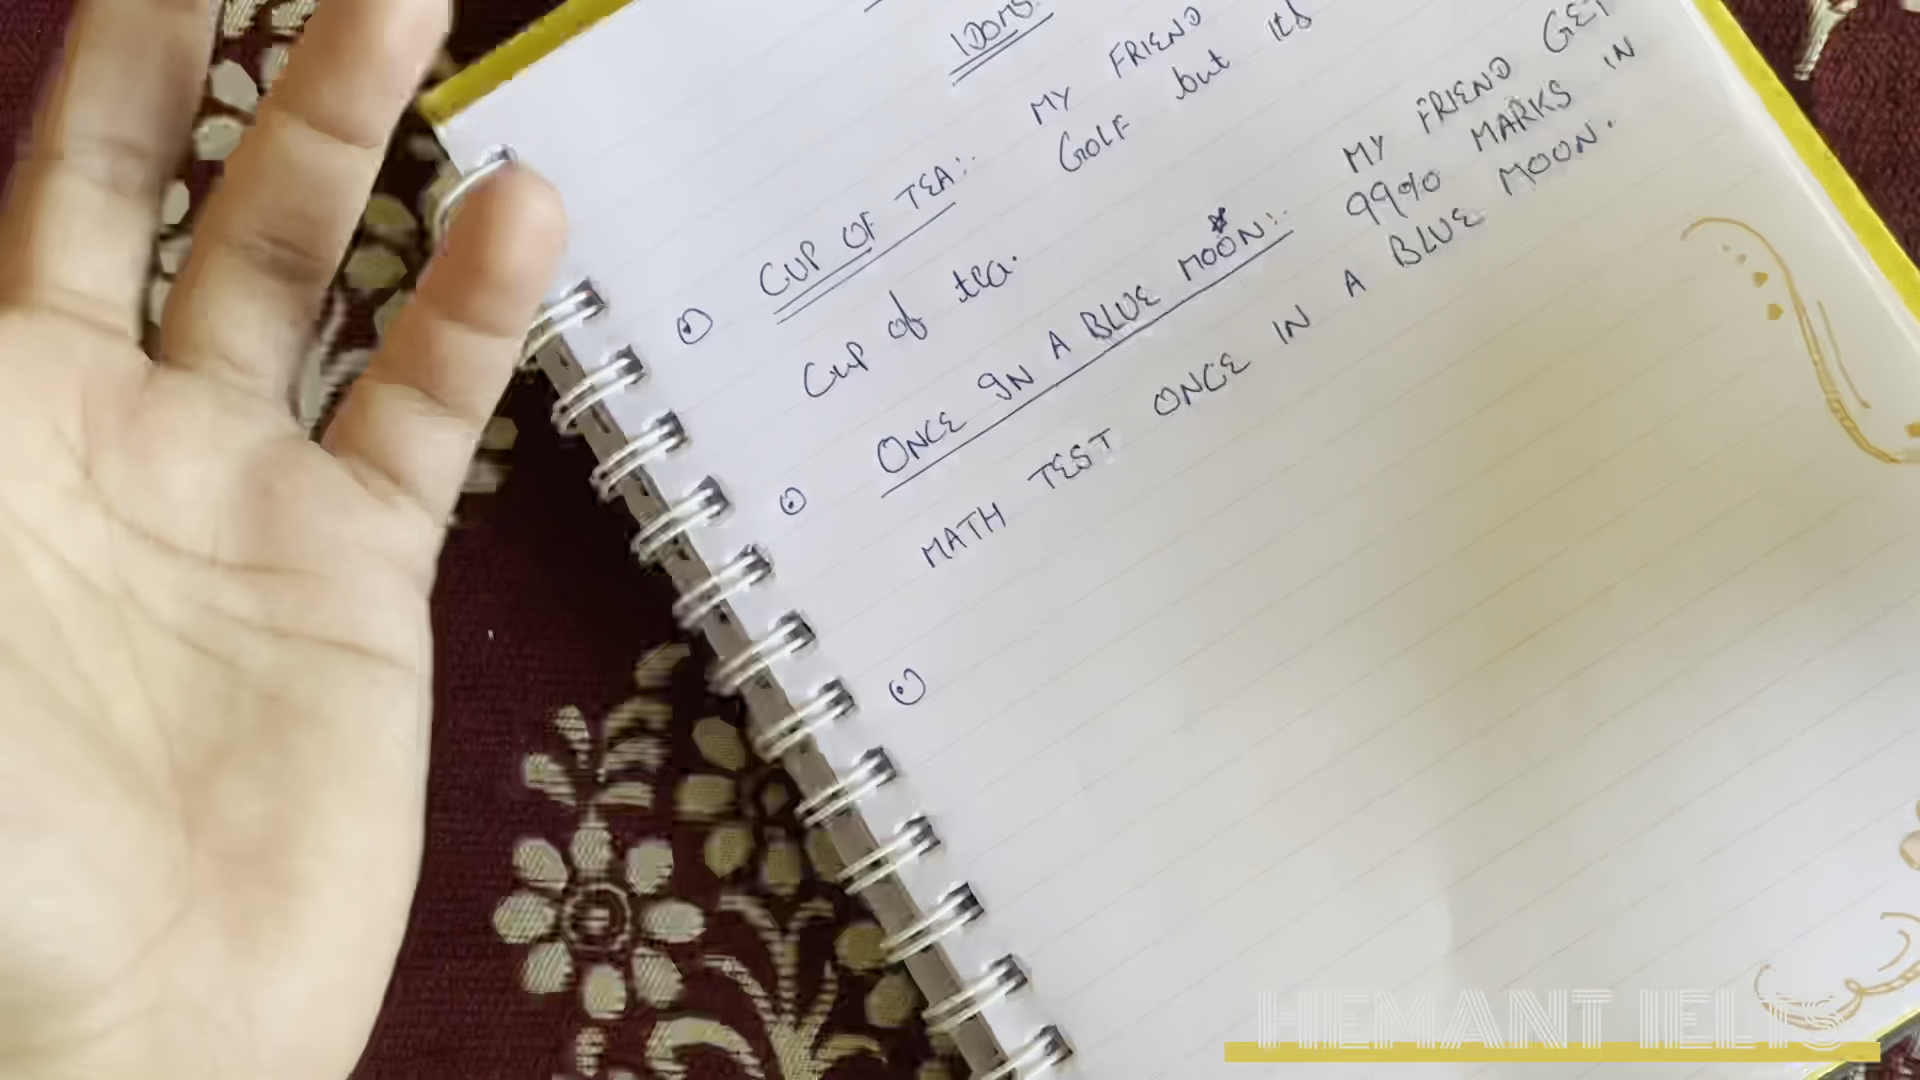 IDOMS.
CUP OF TEA:- MY FRIEND
GOLF but its
Cup of tea.
ONCE IN A BLUE MOON:- MY FRIEND GET
99% MARKS IN
MATH TEST ONCE IN A BLUE MOON.
HEMANT IELTS